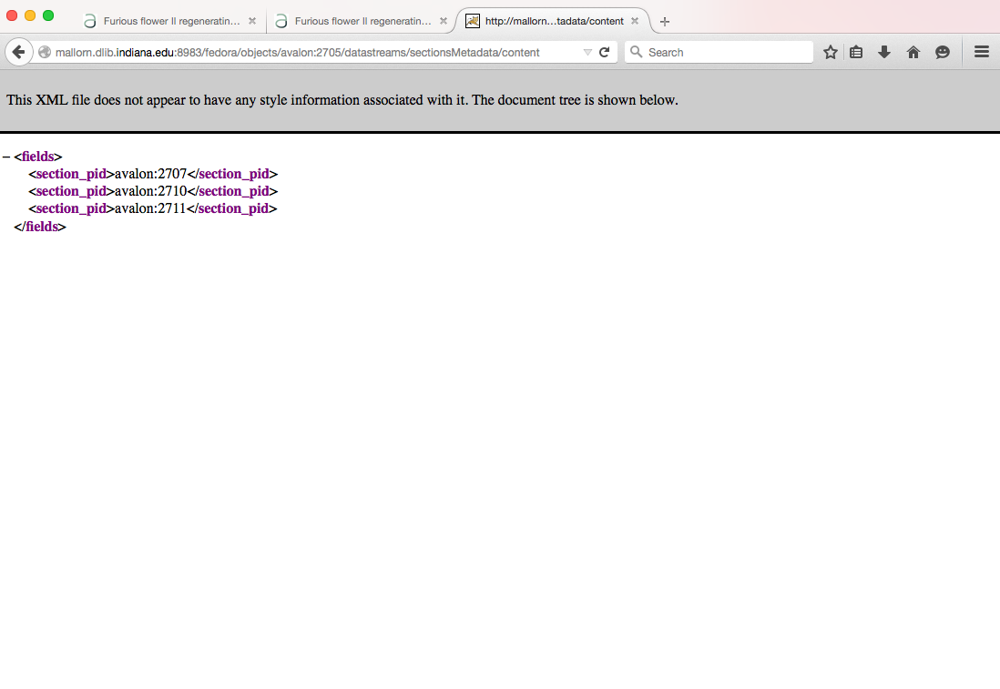 Furious flower II regeneratin...
Furious flower II regeneratin...
http://mallorn...tadata/content
mallorn.dlib.indiana.edu:8983/fedora/objects/avalon:2705/datastreams/sectionsMetadata/content
Search
This XML file does not appear to have any style information associated with it. The document tree is shown below.
– <fields>
<section_pid>avalon:2707</section_pid>
<section_pid>avalon:2710</section_pid>
<section_pid>avalon:2711</section_pid>
</fields>